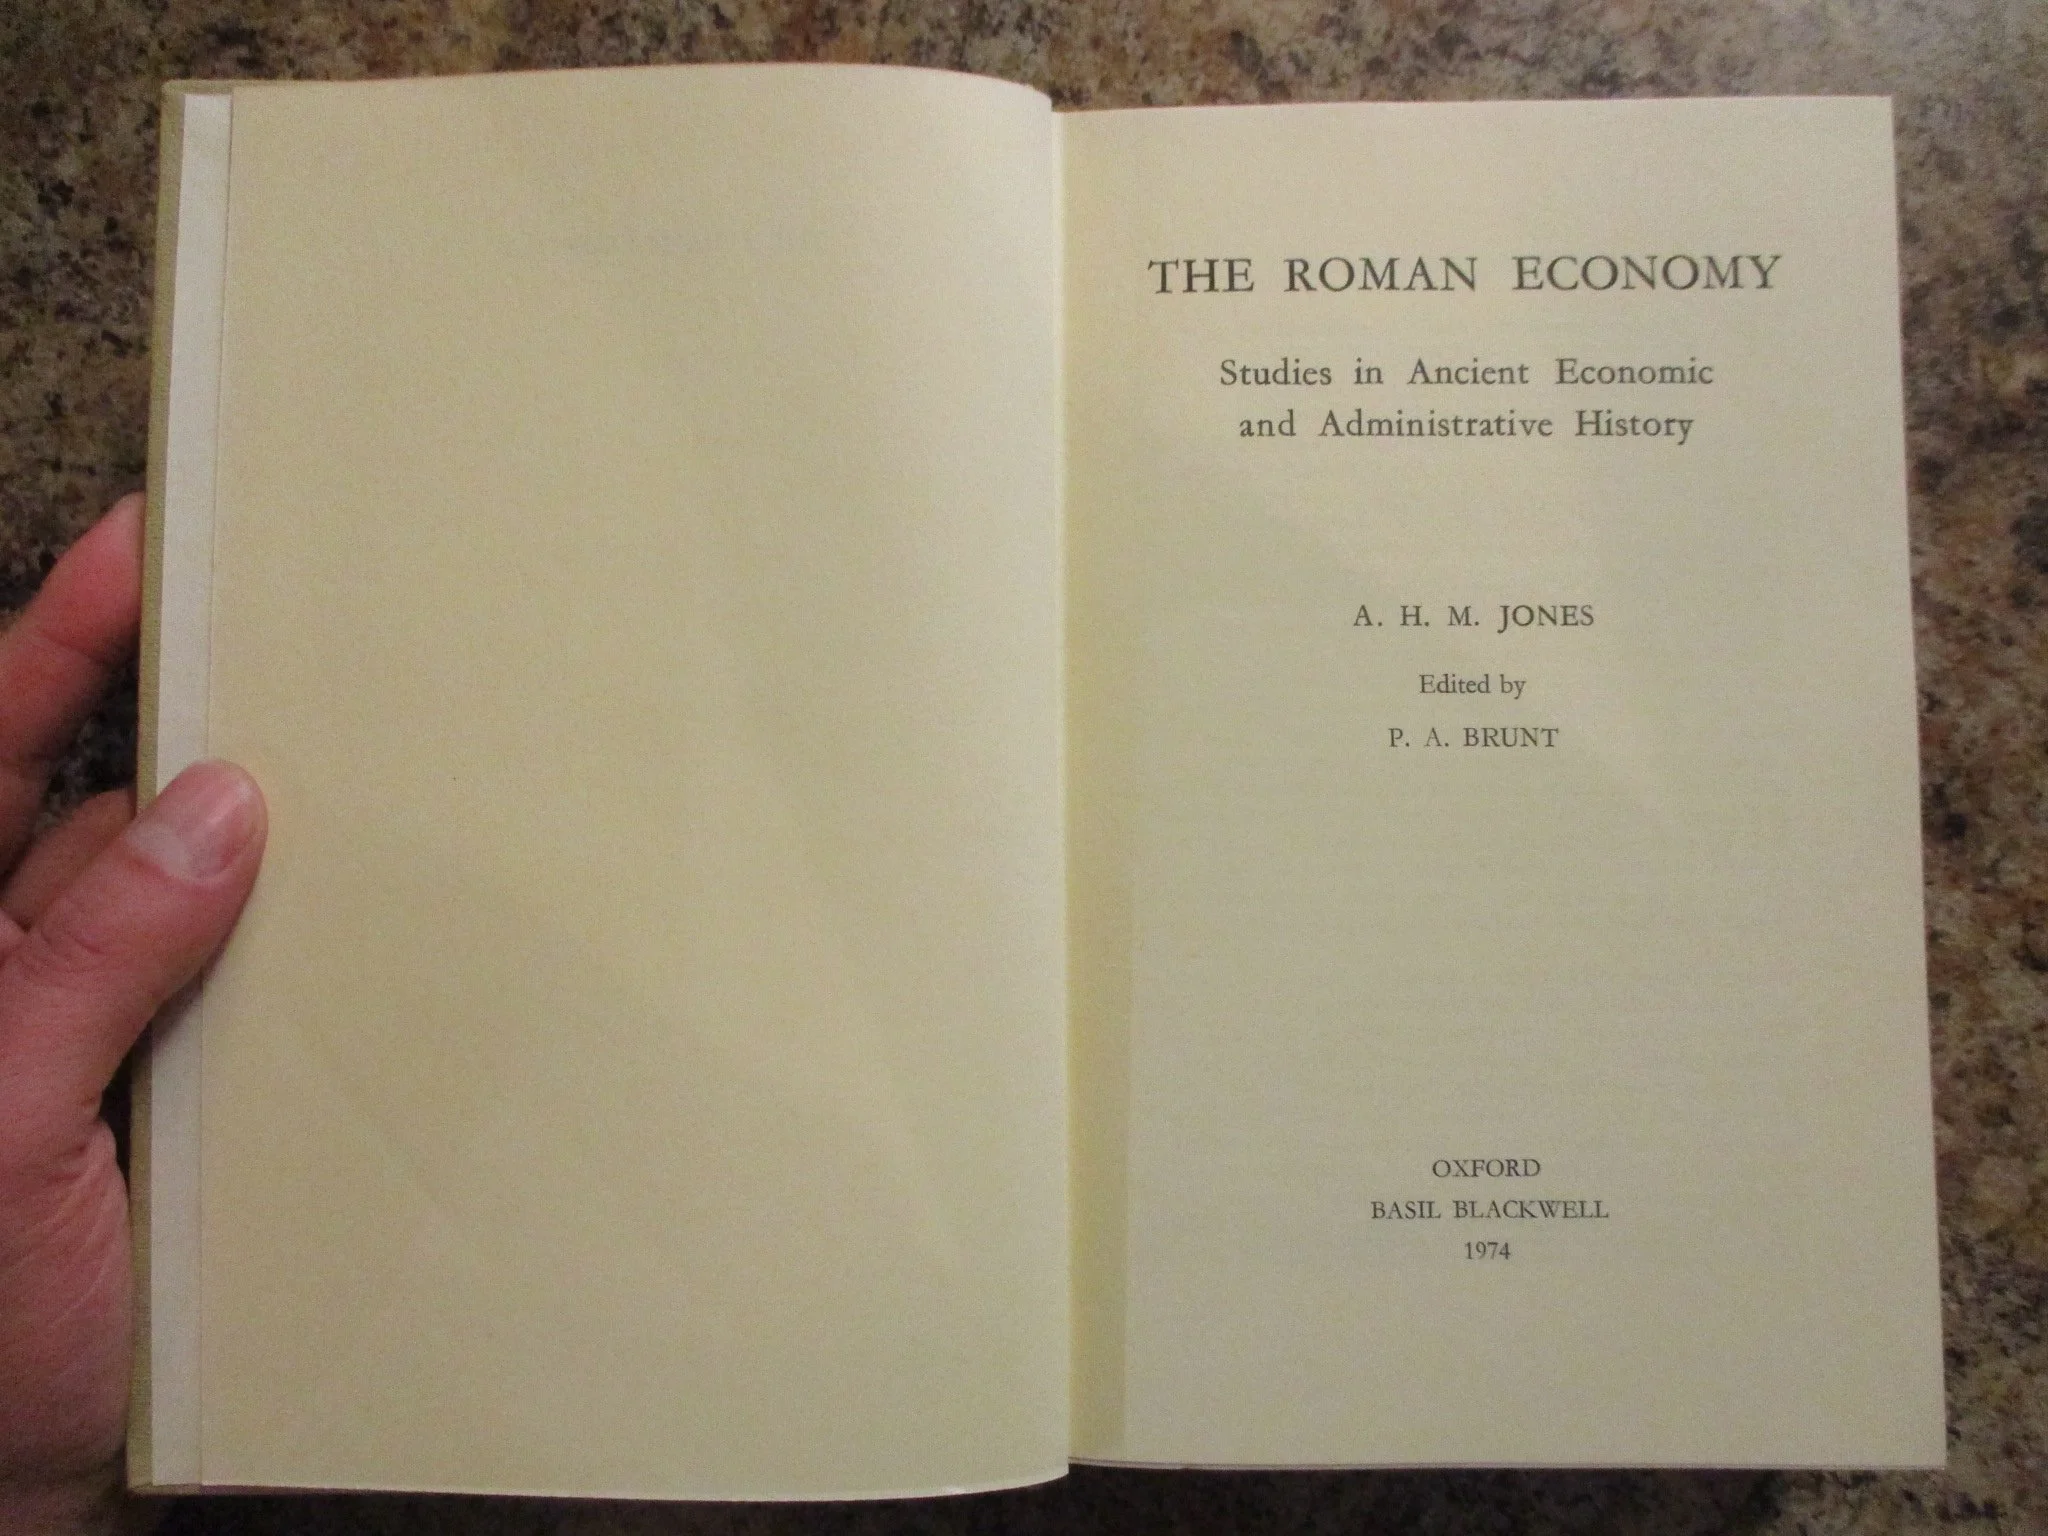 THE ROMAN ECONOMY
Studies in Ancient Economic
and Administrative History
A. H. M. JONES
Edited by
P. A. BRUNT
OXFORD
BASIL BLACKWELL
1974